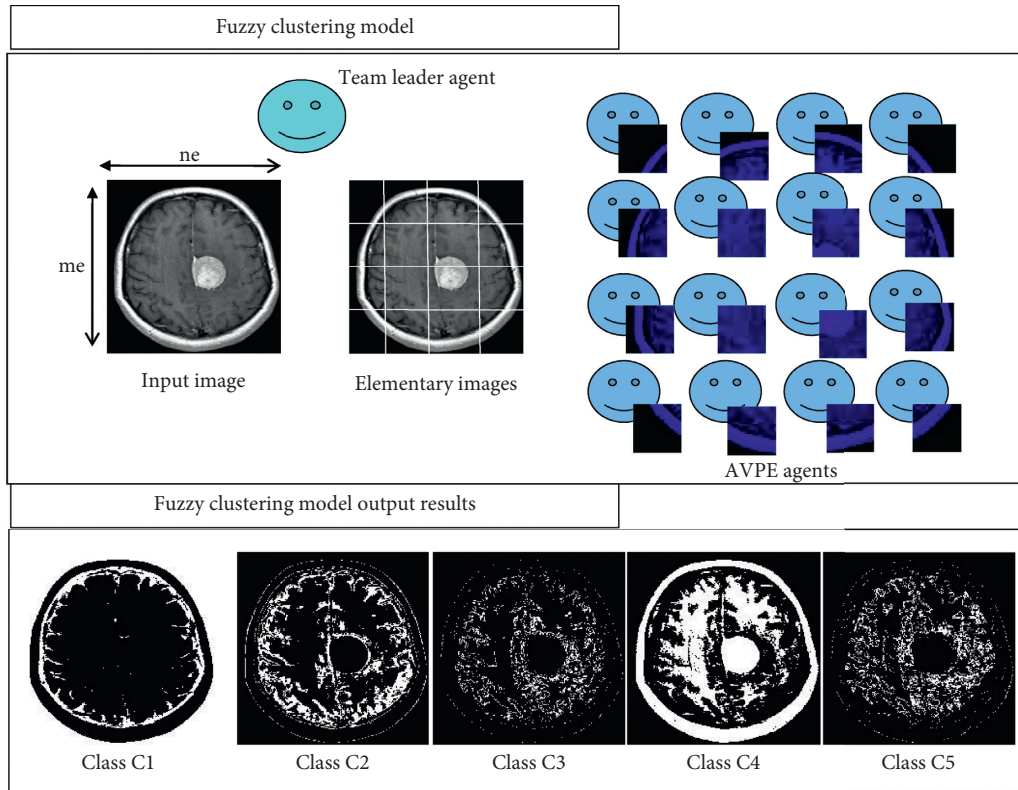 Fuzzy clustering model
Team leader agent
ne
me
Input image
Elementary images
AVPE agents
Fuzzy clustering model output results
Class C1
Class C2
Class C3
Class C4
Class C5